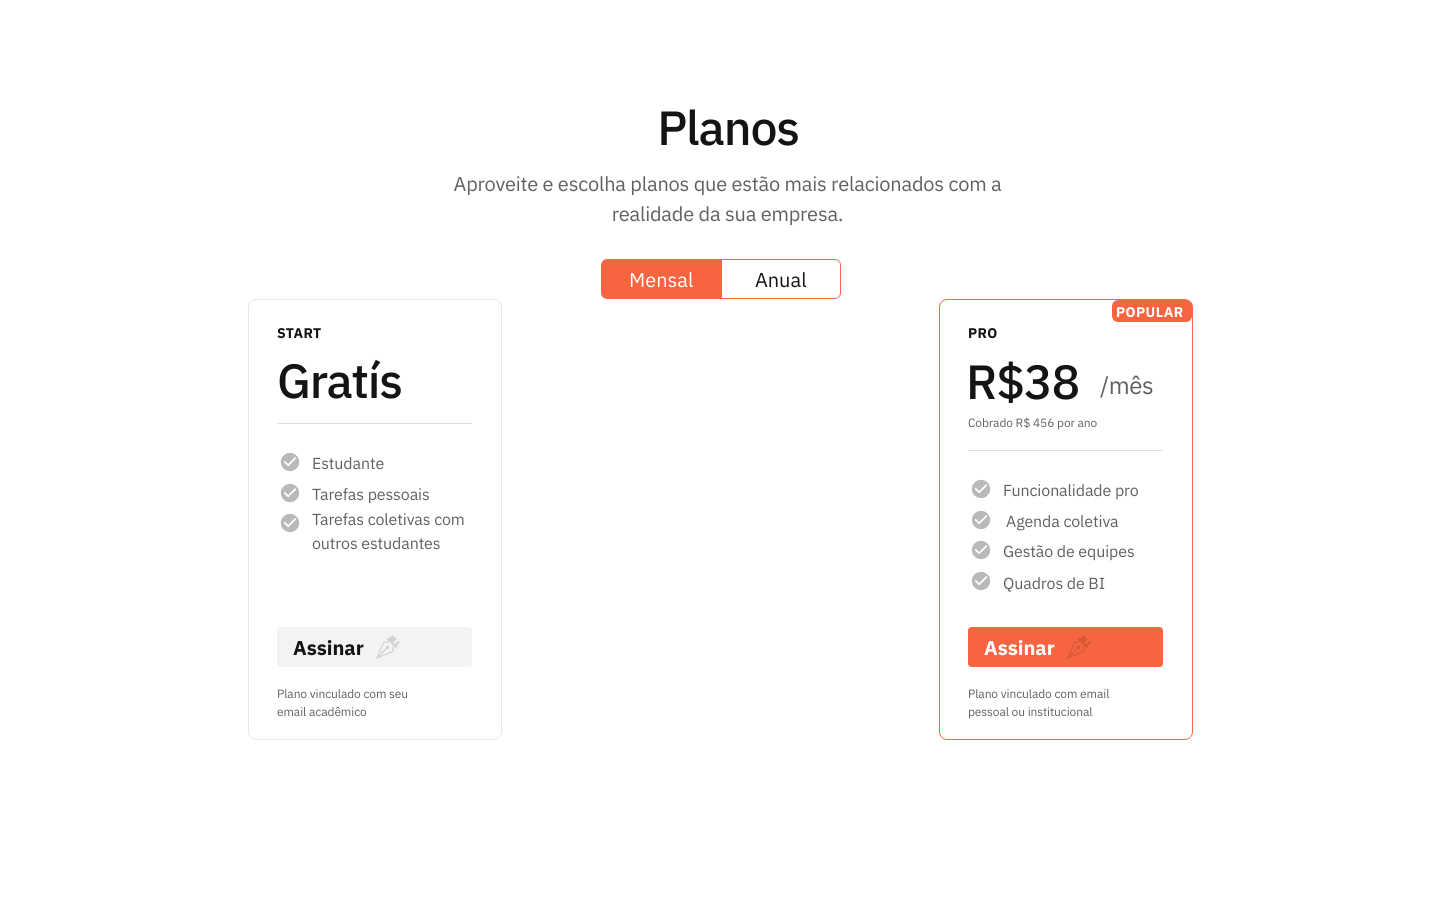 Planos
Aproveite e escolha planos que estão mais relacionados com a
realidade da sua empresa.
Mensal
Anual
START
Gratís
Estudante
Tarefas pessoais
Tarefas coletivas com
outros estudantes
Assinar
Plano vinculado com seu
email acadêmico
POPULAR
PRO
R$38 /mês
Cobrado R$ 456 por ano
Funcionalidade pro
Agenda coletiva
Gestão de equipes
Quadros de BI
Assinar
Plano vinculado com email
pessoal ou institucional